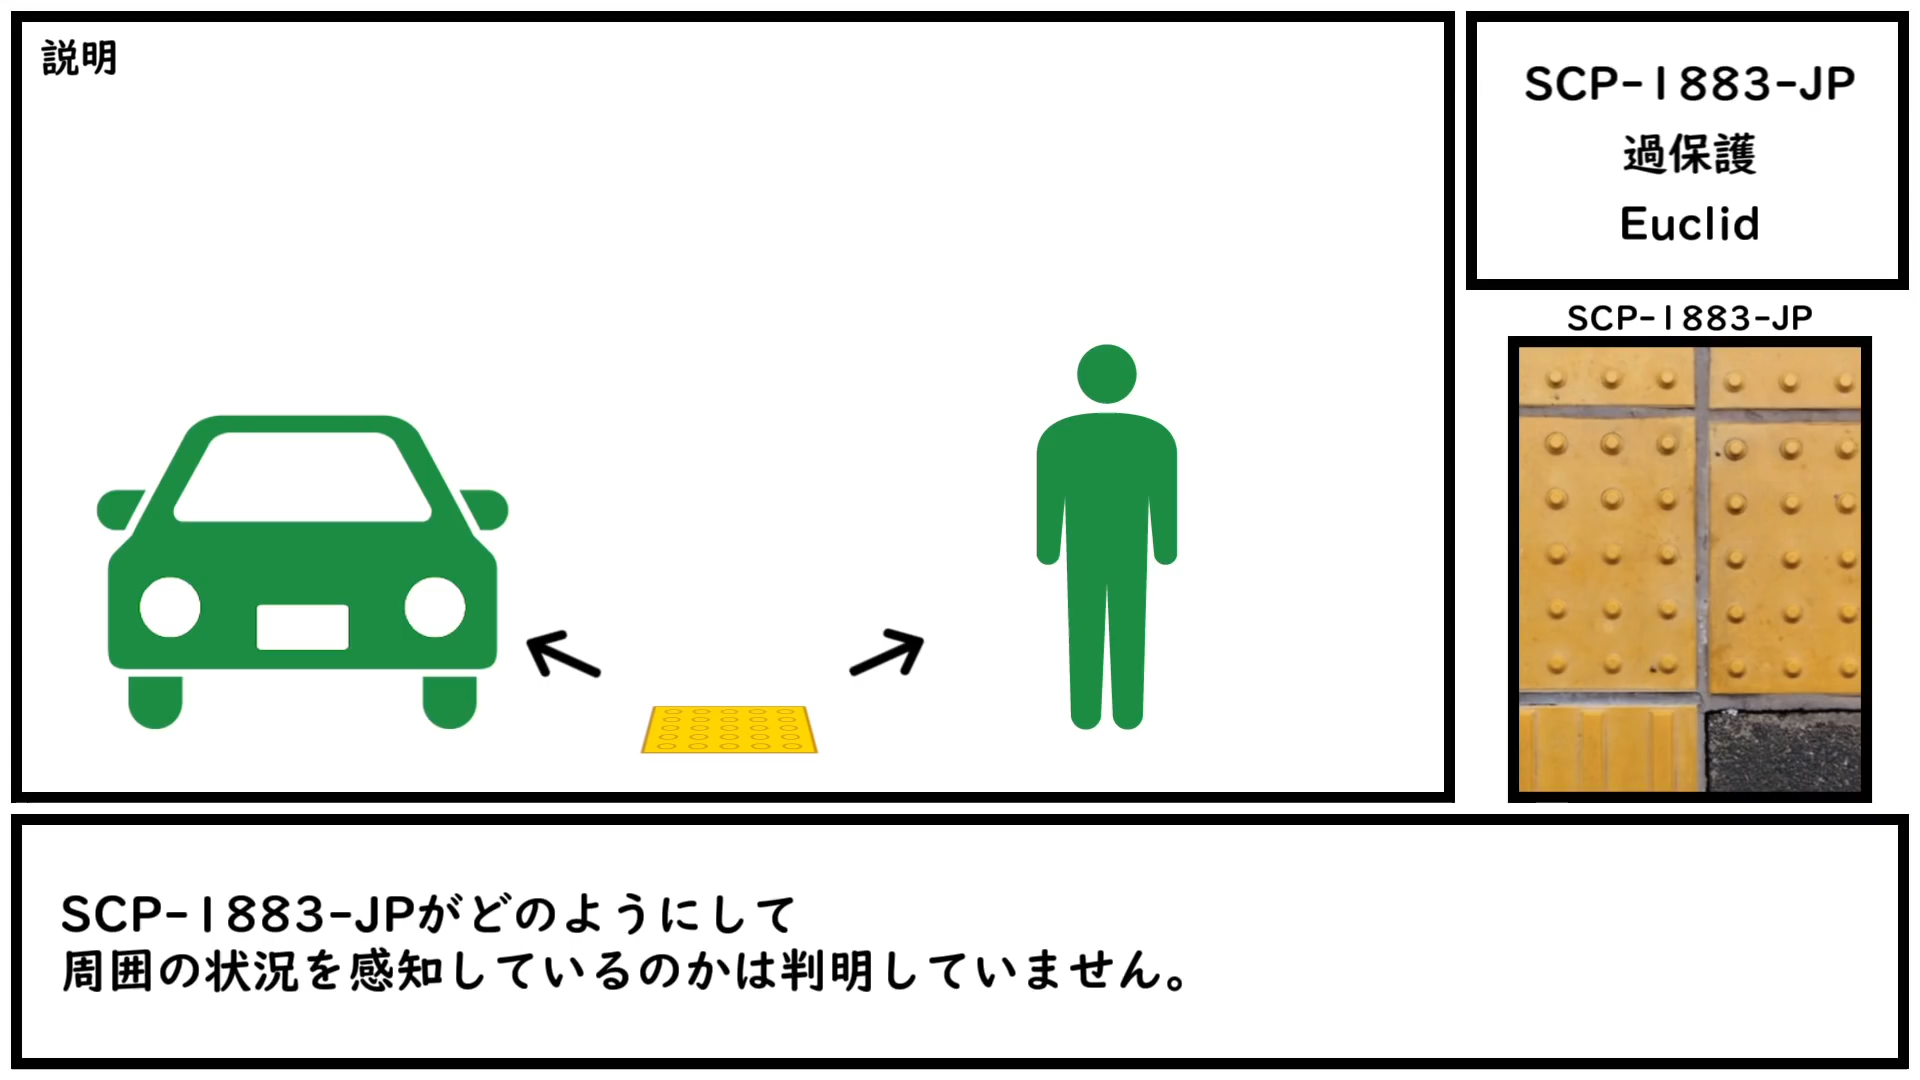 説明
SCP-1883-JP
過保護
Euclid
SCP-1883-JP
SCP-1883-JPがどのようにして
周囲の状況を感知しているのかは判明していません。